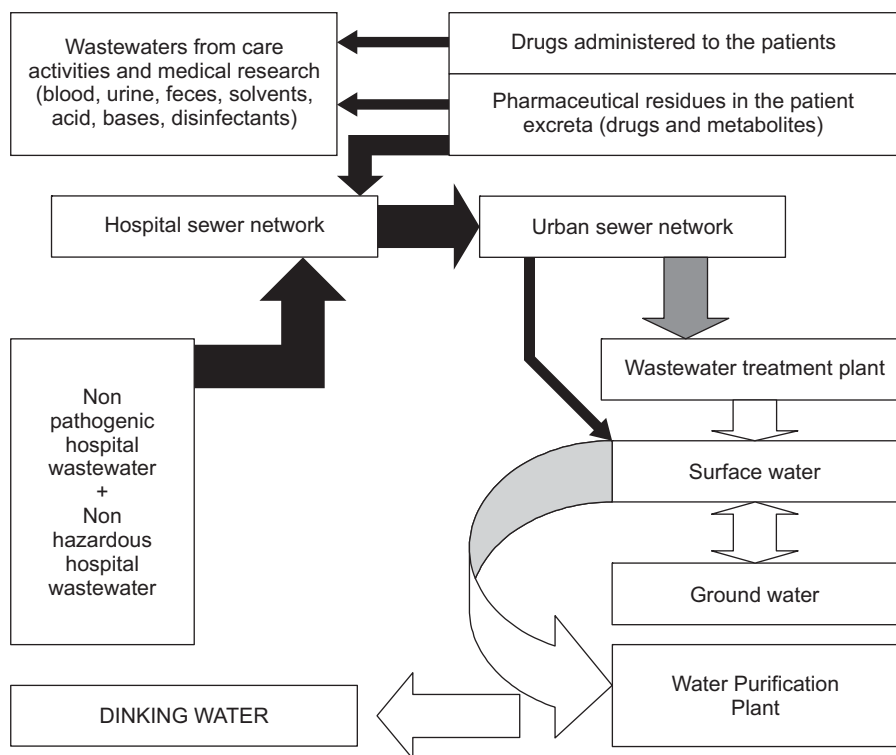 Wastewaters from care
activities and medical research
(blood, urine, feces, solvents,
acid, bases, disinfectants)
Drugs administered to the patients
Pharmaceutical residues in the patient
excreta (drugs and metabolites)
Hospital sewer network
Urban sewer network
Non
pathogenic
hospital
wastewater
+
Non
hazardous
hospital
wastewater
Wastewater treatment plant
Surface water
Ground water
Water Purification
Plant
DINKING WATER